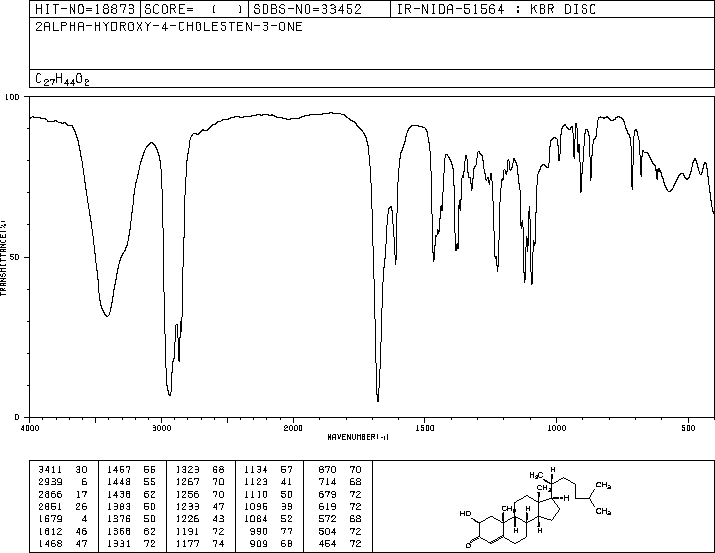 HIT-NO=18873 SCORE= ( ) SDBS-NO=33452 IR-NIDA-51564 : KBR DISC
2ALPHA-HYDROXY-4-CHOLESTEN-3-ONE
C27H44O2
100
50
0
TRANSMITTANCE(%)
4000 3000 2000 1500 1000 500
WAVENUMBER(-1)
3411 30 1457 55 1323 68 1134 57 870 70
2939 6 1448 55 1267 70 1123 41 714 68
2866 17 1438 62 1256 70 1110 50 679 72
2851 26 1383 50 1233 47 1096 39 619 72
1679 4 1376 50 1226 43 1084 52 572 68
1612 46 1368 62 1191 72 990 77 504 72
1468 47 1331 72 1177 74 909 68 454 72
H
H3C
CH3
CH3
CH3
H
CH3
HO
H
H
H
O